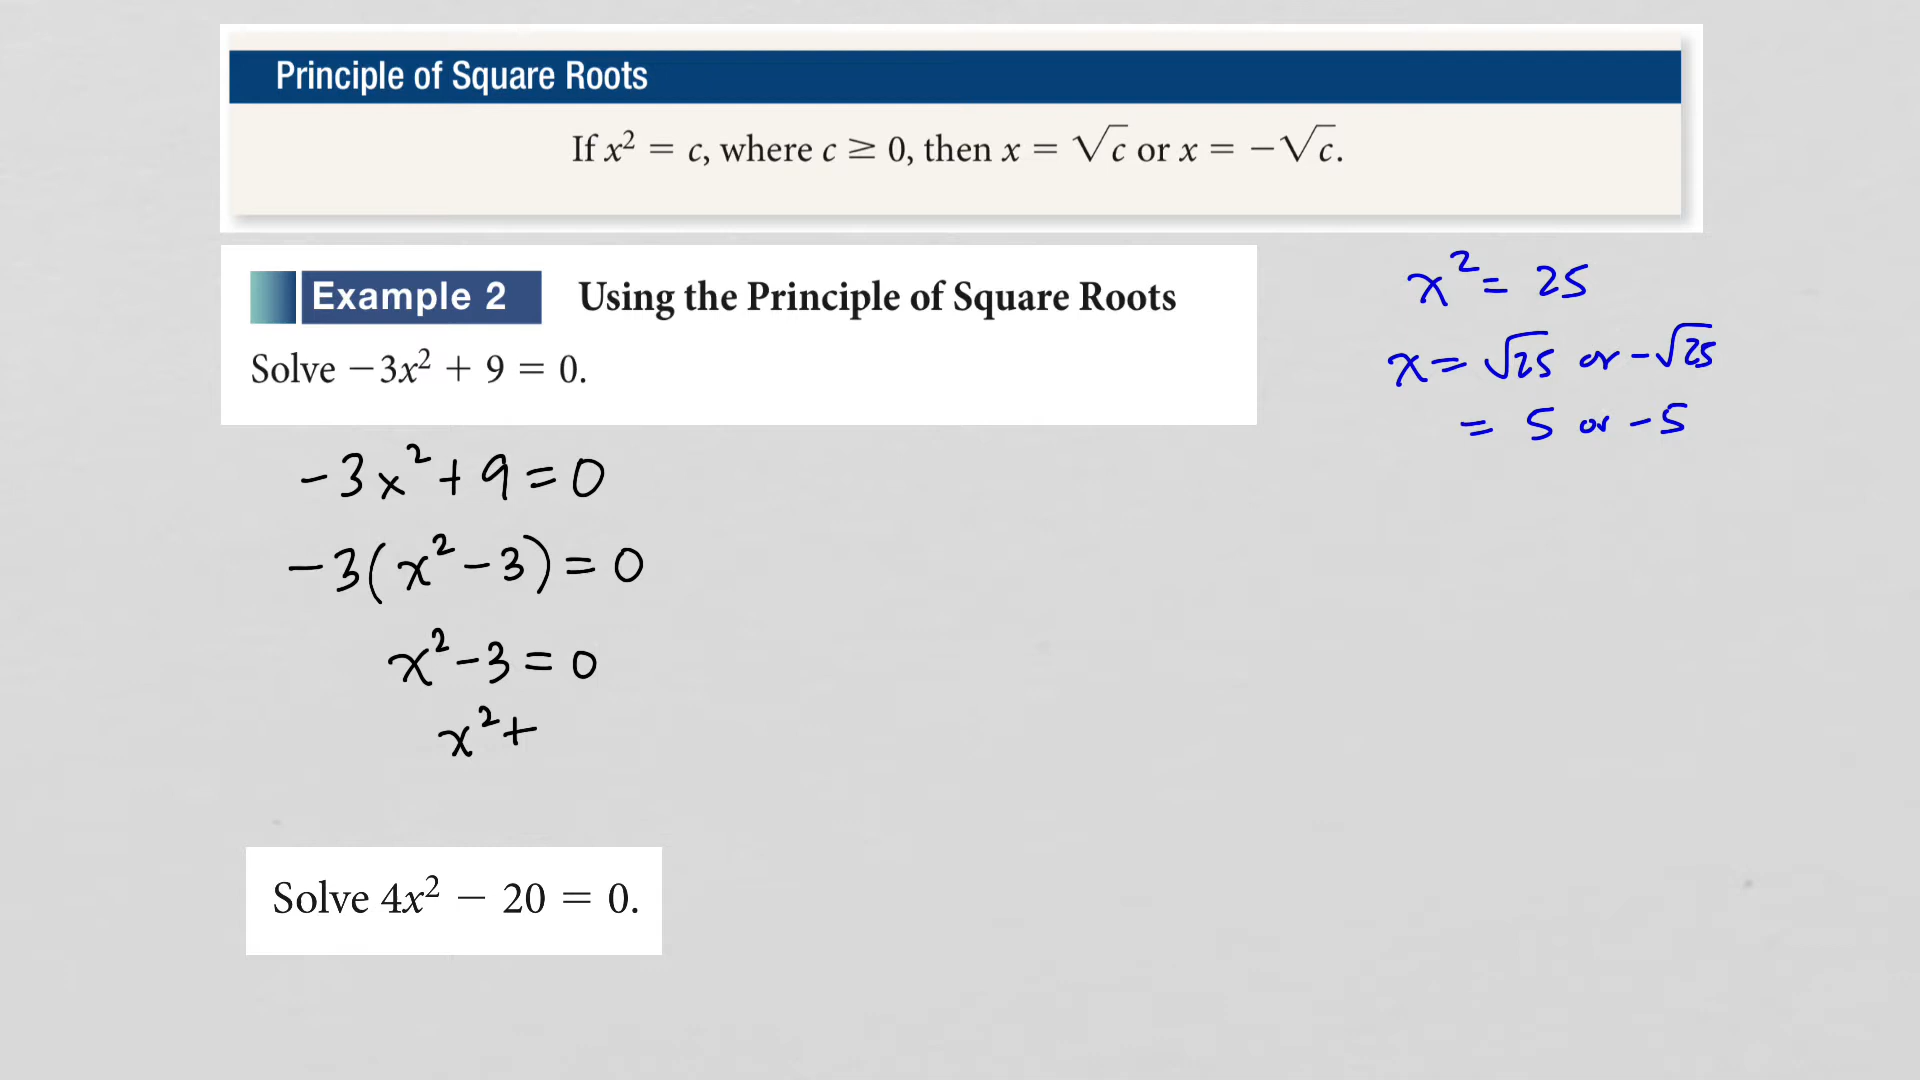 Principle of Square Roots
If x² = c, where c ≥ 0, then x = √c or x = −√c.
Example 2 Using the Principle of Square Roots
Solve −3x² + 9 = 0.
x² = 25
x = √25 or -√25
= 5 or -5
-3x² + 9 = 0
-3(x² - 3) = 0
x² - 3 = 0
x² +
Solve 4x² − 20 = 0.